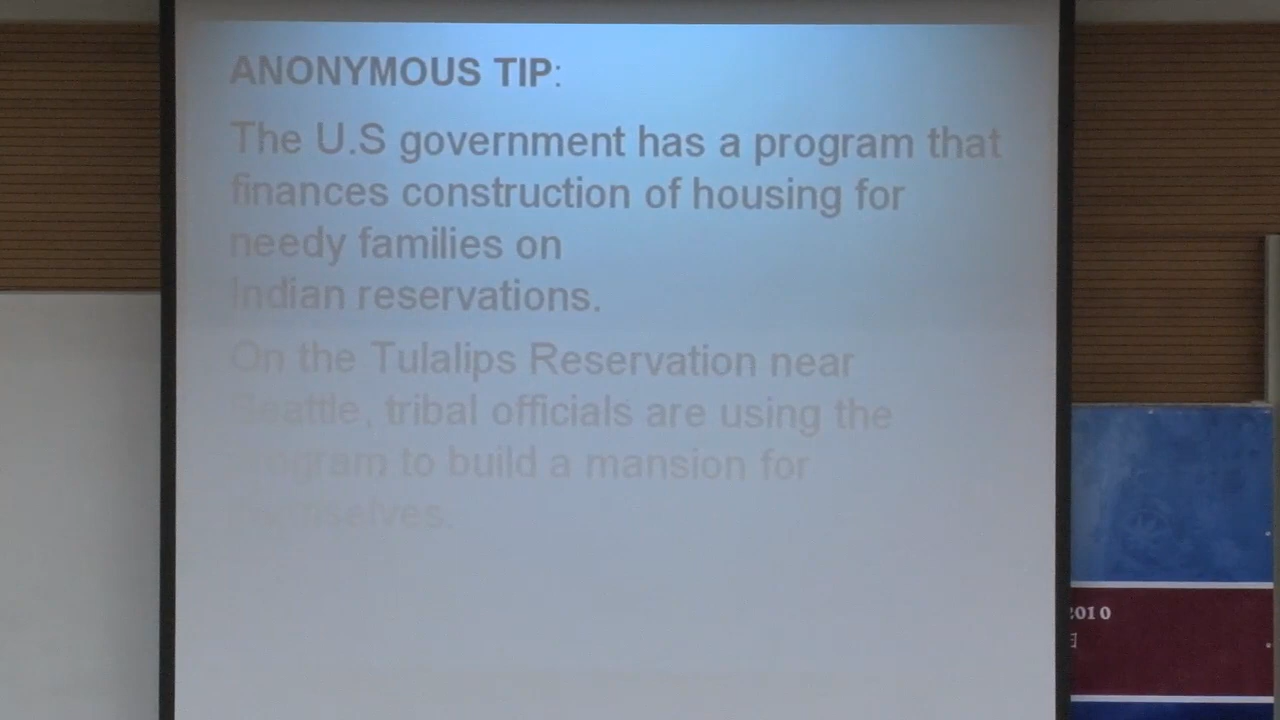 ANONYMOUS TIP:
The U.S government has a program that
finances construction of housing for
needy families on
Indian reservations.
On the Tulalips Reservation near
Seattle, tribal officials are using the
program to build a mansion for
themselves.
2010